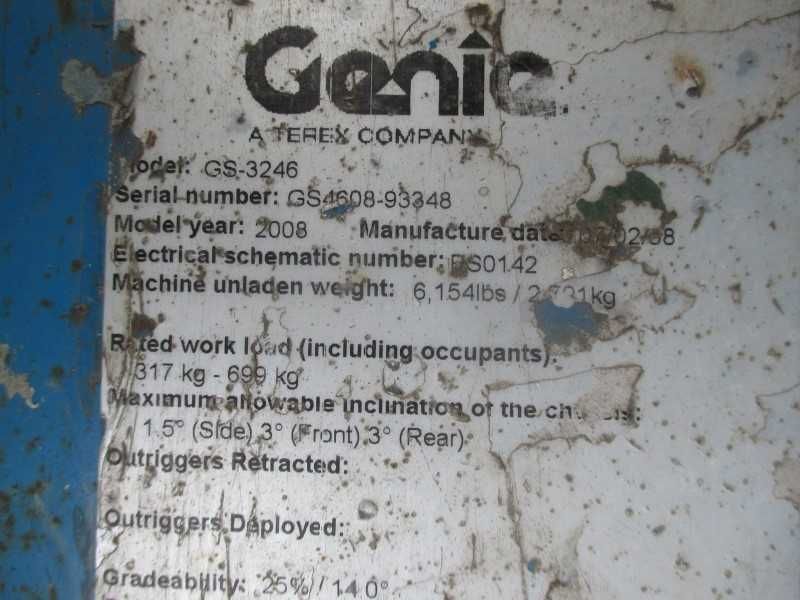 Genie
A TEREX COMPANY
Model: GS-3246
Serial number: GS4608-93348
Model year: 2008 Manufacture date:
Electrical schematic number: ES0142
Machine unladen weight: 6,154lbs /
Rated work load (including occupants):
317 kg - 699 kg
Maximum allowable inclination of the chassis:
1.5° (Side) 3° (Front) 3° (Rear)
Outriggers Retracted:
Outriggers Deployed:
Gradeability: 25% / 14.0°